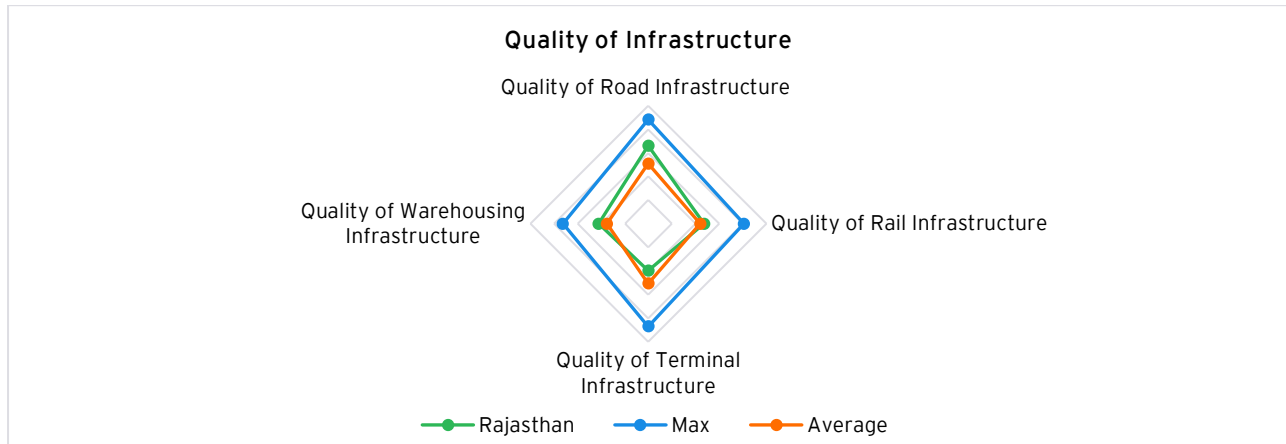 Quality of Infrastructure
Quality of Road Infrastructure
Quality of Warehousing
Infrastructure
Quality of Rail Infrastructure
Quality of Terminal
Infrastructure
Rajasthan
Max
Average